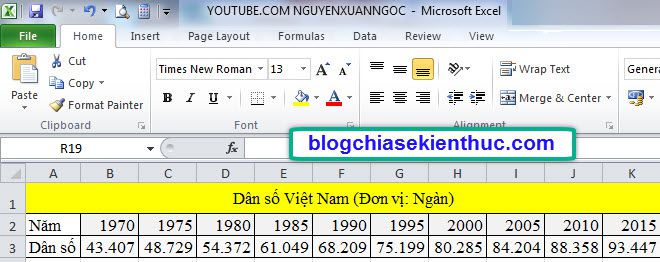 YOUTUBE.COM NGUYENXUANNGOC - Microsoft Excel
File Home Insert Page Layout Formulas Data Review View
Cut
Copy
Format Painter
Paste
Clipboard
Times New Roman 13 A A
B I U A
Font
Wrap Text
Merge & Center
Alignment
Genera
$
R19 fx
blogchiasekienthuc.com
A B C D E F G H I J K
1 Dân số Việt Nam (Đơn vị: Ngàn)
2 Năm 1970 1975 1980 1985 1990 1995 2000 2005 2010 2015
3 Dân số 43.407 48.729 54.372 61.049 68.209 75.199 80.285 84.204 88.358 93.447